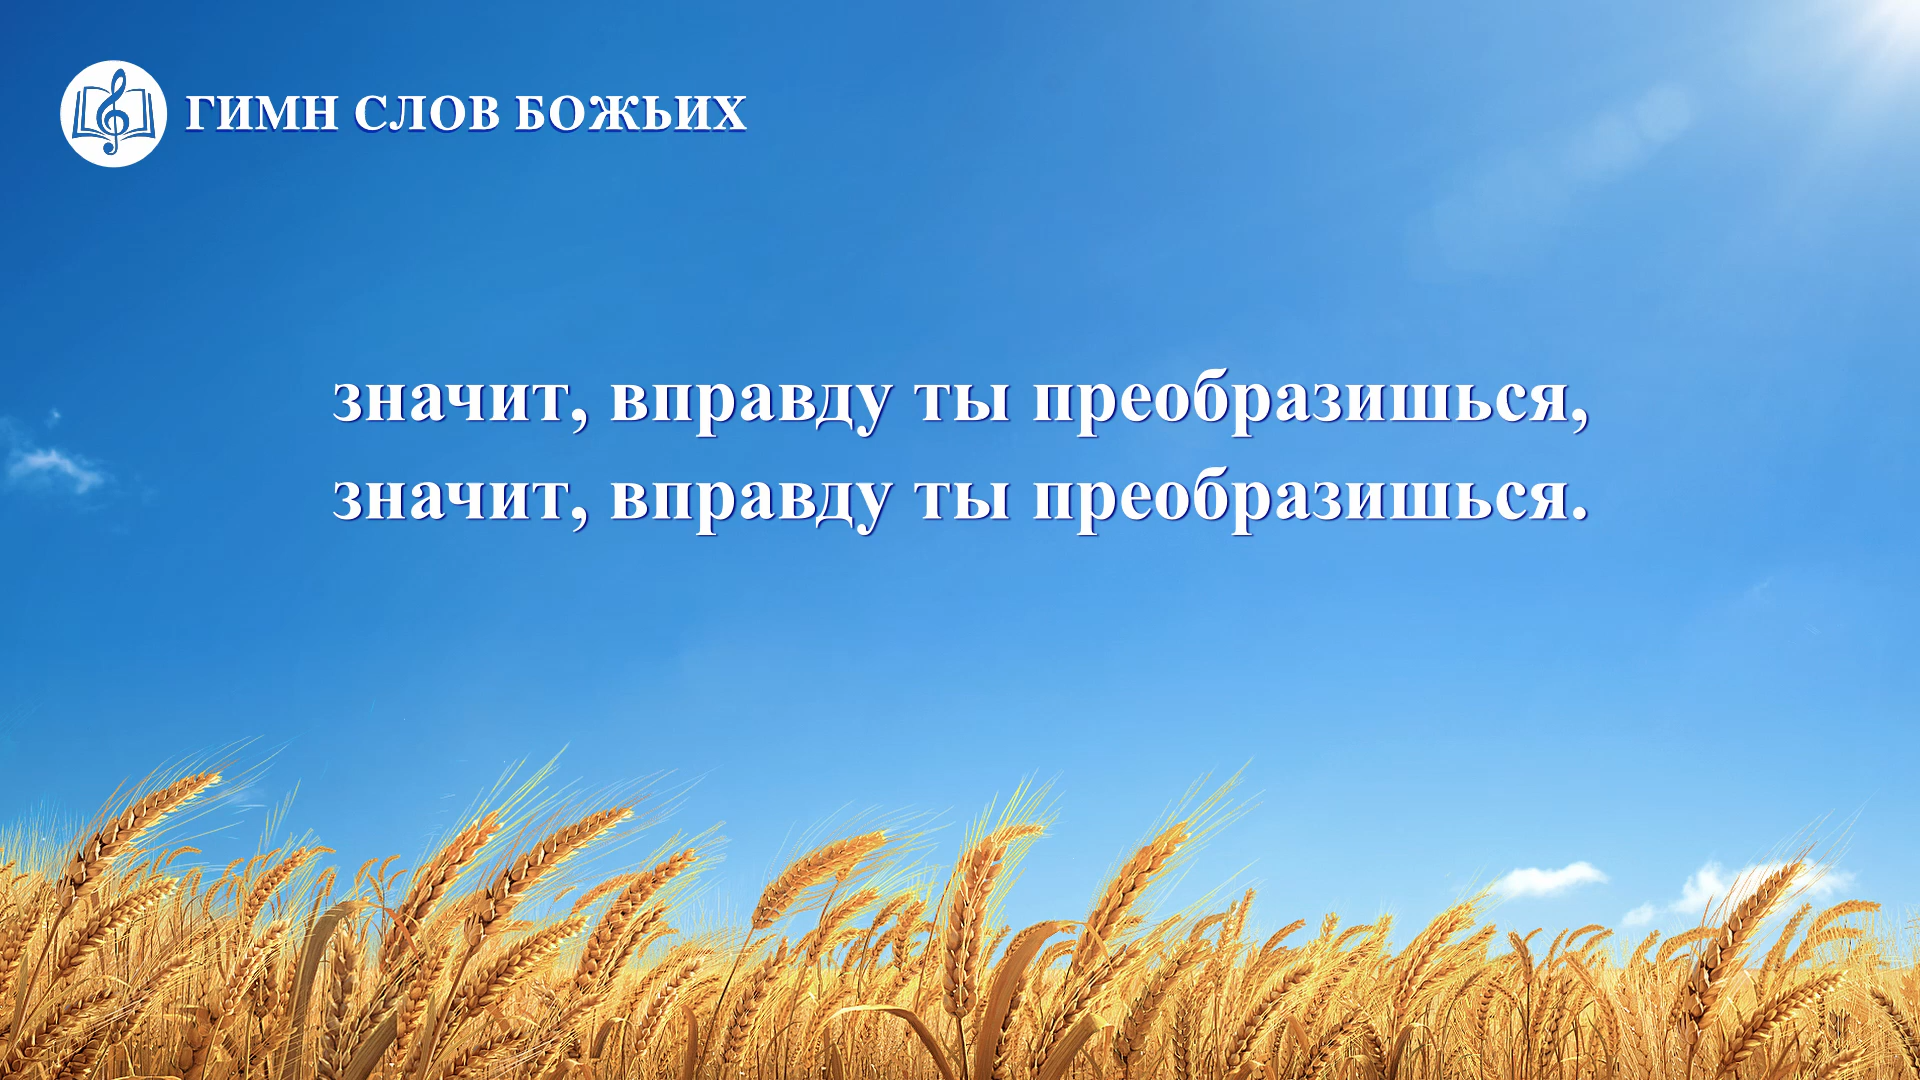 ГИМН СЛОВ БОЖЬИХ
значит, вправду ты преобразишься,
значит, вправду ты преобразишься.